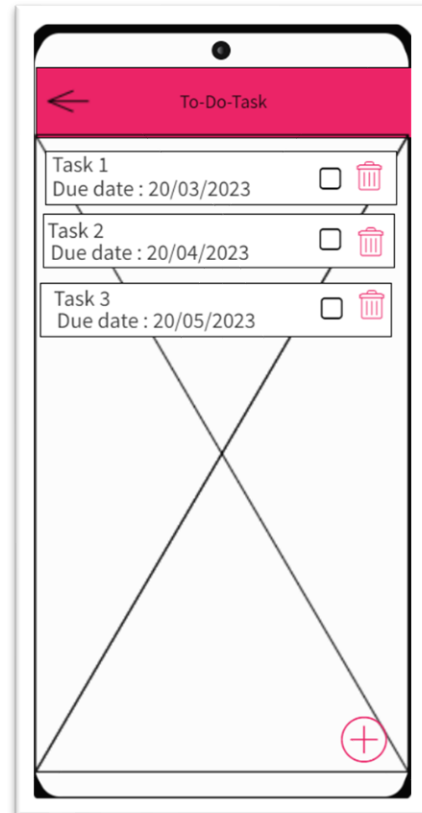 To-Do-Task
Task 1
Due date : 20/03/2023
Task 2
Due date : 20/04/2023
Task 3
Due date : 20/05/2023